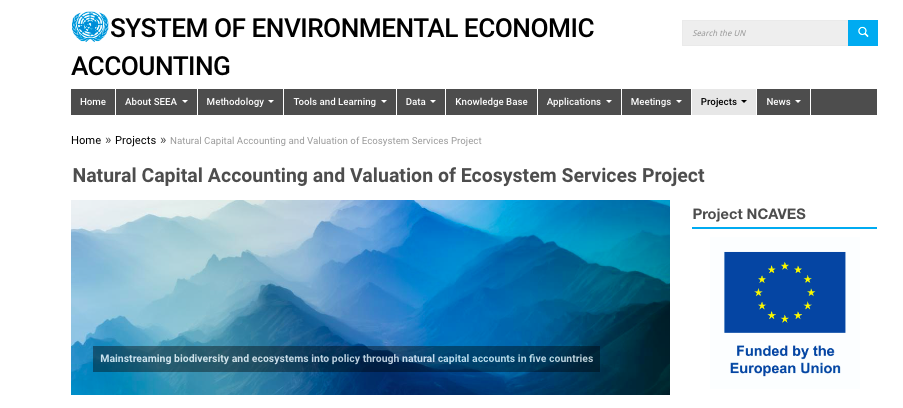 SYSTEM OF ENVIRONMENTAL ECONOMIC
ACCOUNTING
Search the UN
Home About SEEA Methodology Tools and Learning Data Knowledge Base Applications Meetings Projects News
Home » Projects » Natural Capital Accounting and Valuation of Ecosystem Services Project
Natural Capital Accounting and Valuation of Ecosystem Services Project
Mainstreaming biodiversity and ecosystems into policy through natural capital accounts in five countries
Project NCAVES
Funded by the
European Union